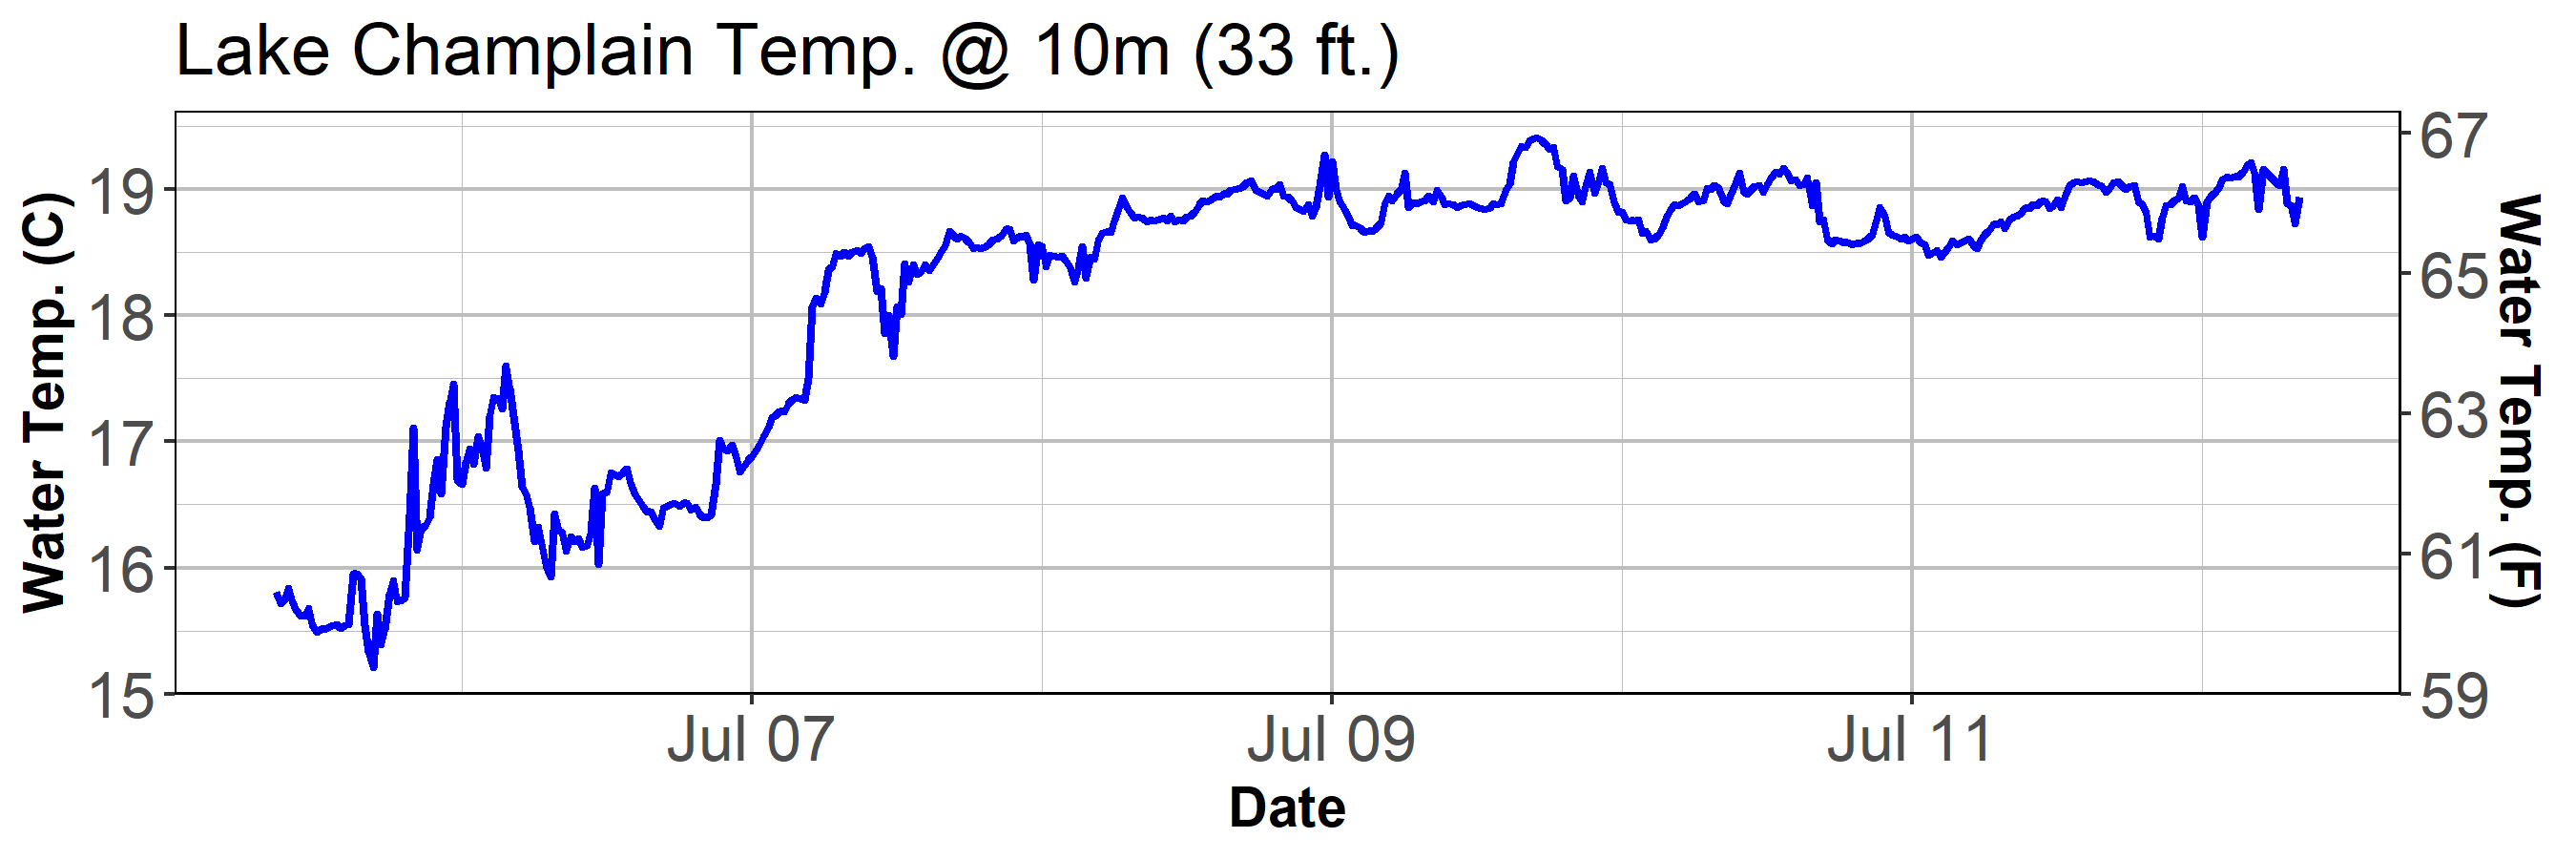 Lake Champlain Temp. @ 10m (33 ft.)
Water Temp. (C)
19
18
17
16
15
67
65
63
61
59
Water Temp. (F)
Jul 07
Jul 09
Jul 11
Date